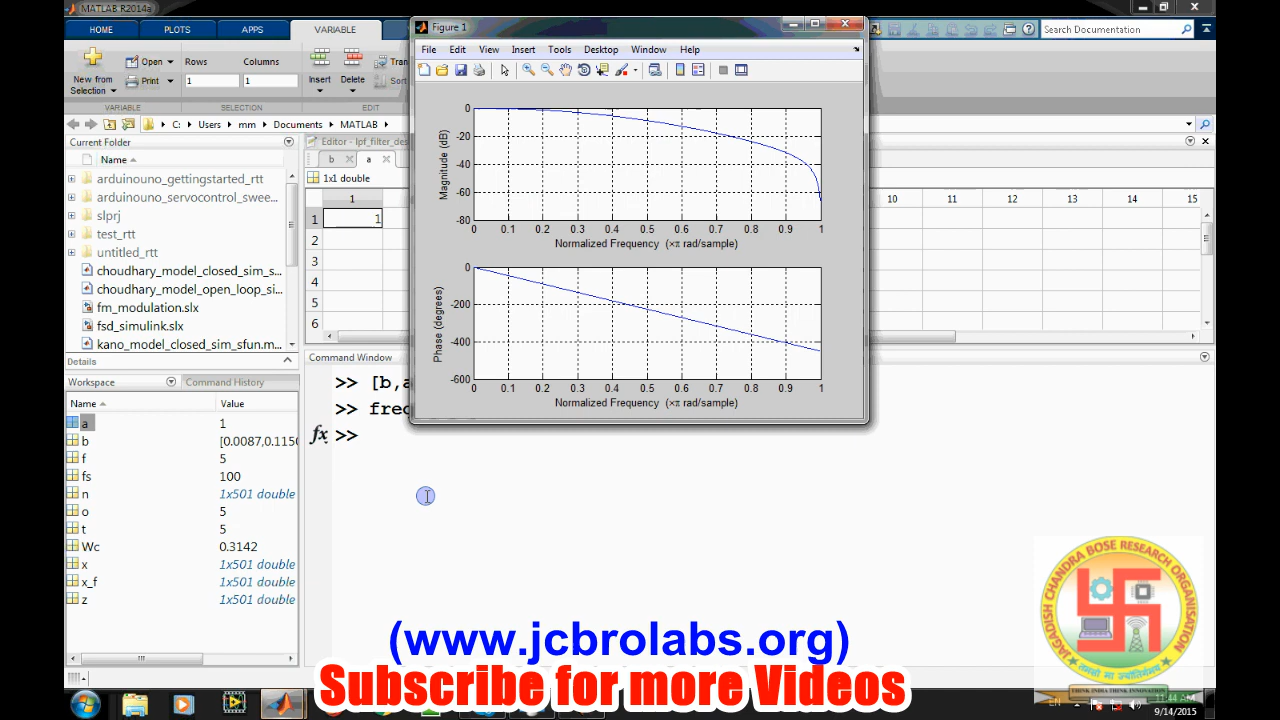 MATLAB R2014a
HOME PLOTS APPS VARIABLE
Search Documentation
New from
Selection
Open
Print
Rows Columns
1 1
Insert Delete
VARIABLE SELECTION EDIT
C: Users mm Documents MATLAB
Current Folder
Name
arduinouno_gettingstarted_rtt
arduinouno_servocontrol_swee...
slprj
test_rtt
untitled_rtt
choudhary_model_closed_sim_s...
choudhary_model_open_loop_si...
fm_modulation.slx
fsd_simulink.slx
kano_model_closed_sim_sfun.m...
Details
Workspace Command History
Name Value
a 1
b [0.0087,0.1150
f 5
fs 100
n 1x501 double
o 5
t 5
Wc 0.3142
x 1x501 double
x_f 1x501 double
z 1x501 double
Editor - lpf_filter_des
b a
1x1 double
1 10 11 12 13 14 15
1 1
2
3
4
5
6
Command Window
>> [b,a
>> freq
fx >>
Figure 1
File Edit View Insert Tools Desktop Window Help
Magnitude (dB)
0
-20
-40
-60
-80
0 0.1 0.2 0.3 0.4 0.5 0.6 0.7 0.8 0.9 1
Normalized Frequency (×π rad/sample)
Phase (degrees)
0
-200
-400
-600
0 0.1 0.2 0.3 0.4 0.5 0.6 0.7 0.8 0.9 1
Normalized Frequency (×π rad/sample)
JAGADISH CHANDRA BOSE RESEARCH ORGANISATION
तमसो मा ज्योतिर्गमय
THINK INDIA THINK INNOVATION
(www.jcbrolabs.org)
Subscribe for more Videos
EN
11:44 AM
9/14/2015